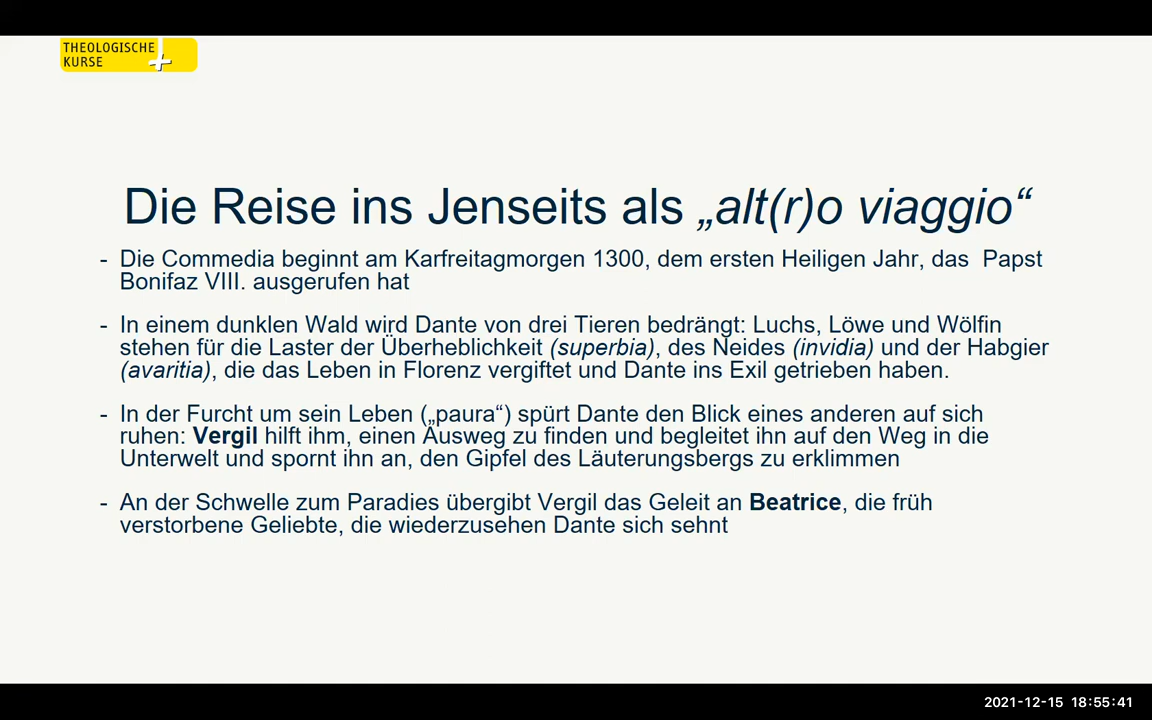 THEOLOGISCHE
KURSE
Die Reise ins Jenseits als „alt(r)o viaggio“
- Die Commedia beginnt am Karfreitagmorgen 1300, dem ersten Heiligen Jahr, das Papst
Bonifaz VIII. ausgerufen hat
- In einem dunklen Wald wird Dante von drei Tieren bedrängt: Luchs, Löwe und Wölfin
stehen für die Laster der Überheblichkeit (superbia), des Neides (invidia) und der Habgier
(avaritia), die das Leben in Florenz vergiftet und Dante ins Exil getrieben haben.
- In der Furcht um sein Leben („paura“) spürt Dante den Blick eines anderen auf sich
ruhen: Vergil hilft ihm, einen Ausweg zu finden und begleitet ihn auf den Weg in die
Unterwelt und spornt ihn an, den Gipfel des Läuterungsbergs zu erklimmen
- An der Schwelle zum Paradies übergibt Vergil das Geleit an Beatrice, die früh
verstorbene Geliebte, die wiederzusehen Dante sich sehnt
2021-12-15 18:55:41